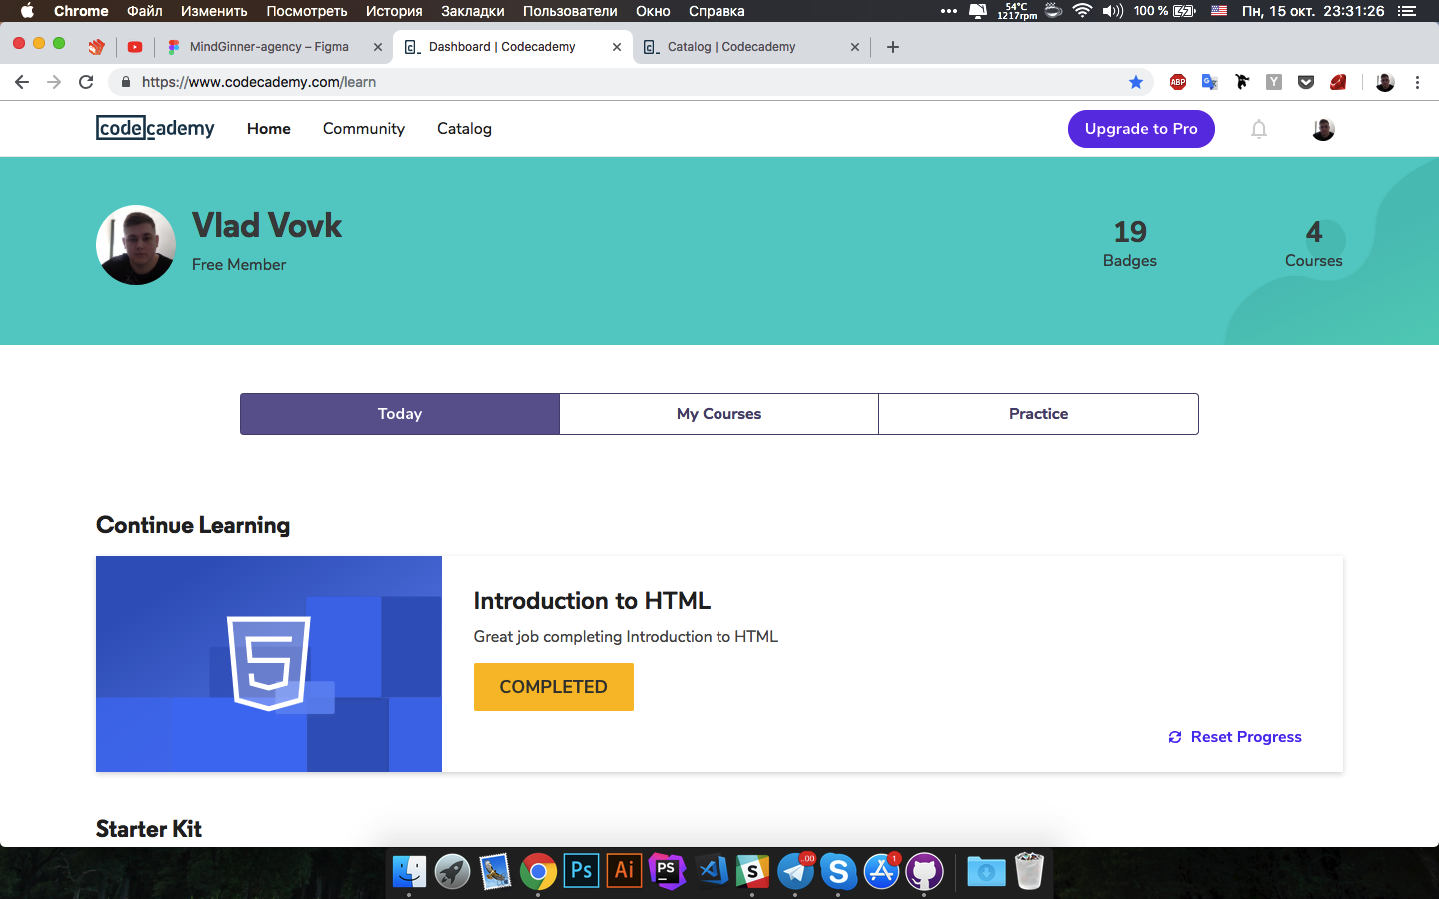 Chrome Файл Изменить Посмотреть История Закладки Пользователи Окно Справка 54°C 1217rpm 100 % Пн, 15 окт. 23:31:26
MindGinner-agency – Figma Dashboard | Codecademy Catalog | Codecademy
https://www.codecademy.com/learn ABP
codecademy Home Community Catalog Upgrade to Pro
Vlad Vovk
Free Member
19
Badges
4
Courses
Today My Courses Practice
Continue Learning
Introduction to HTML
Great job completing Introduction to HTML
COMPLETED
Reset Progress
Starter Kit
Ps Ai PS S S 1